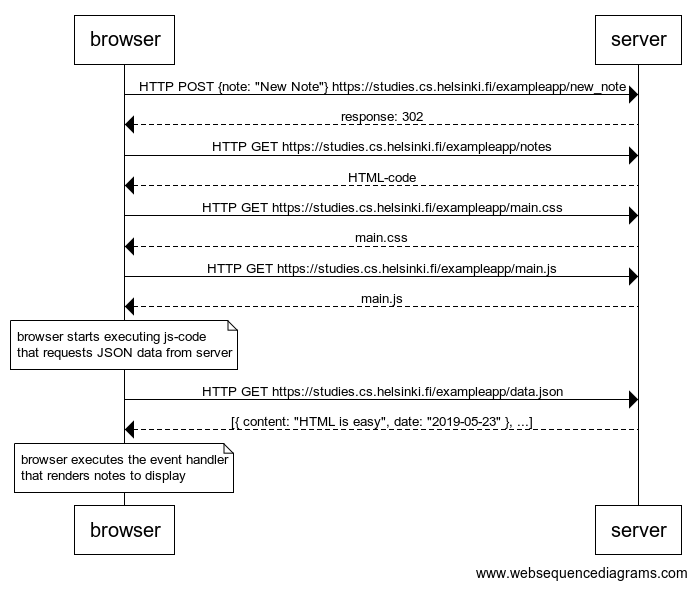 browser
server
HTTP POST {note: "New Note"} https://studies.cs.helsinki.fi/exampleapp/new_note
response: 302
HTTP GET https://studies.cs.helsinki.fi/exampleapp/notes
HTML-code
HTTP GET https://studies.cs.helsinki.fi/exampleapp/main.css
main.css
HTTP GET https://studies.cs.helsinki.fi/exampleapp/main.js
main.js
browser starts executing js-code
that requests JSON data from server
HTTP GET https://studies.cs.helsinki.fi/exampleapp/data.json
[{ content: "HTML is easy", date: "2019-05-23" }, ...]
browser executes the event handler
that renders notes to display
browser
server
www.websequencediagrams.com